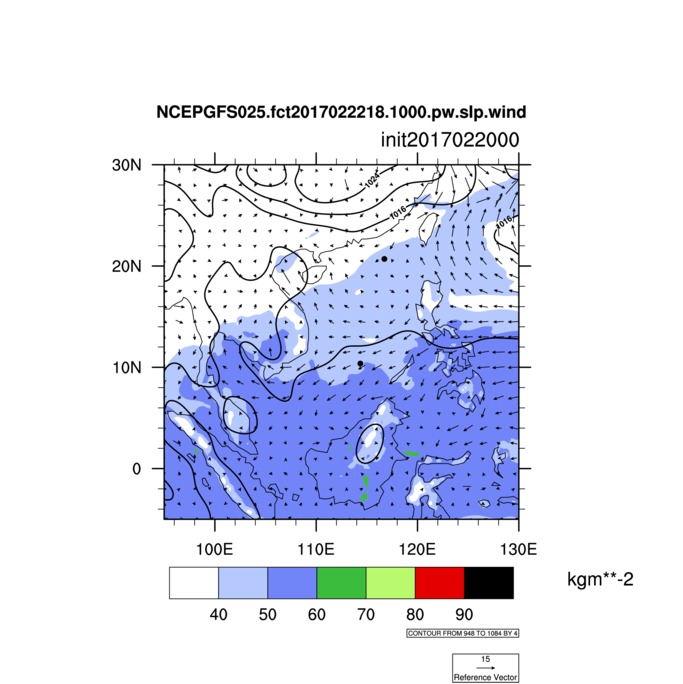 NCEPGFS025.fct2017022218.1000.pw.slp.wind
init2017022000
30N
1024
1016
1016
20N
10N
0
100E 110E 120E 130E
kgm**-2
40 50 60 70 80 90
CONTOUR FROM 948 TO 1084 BY 4
15
Reference Vector